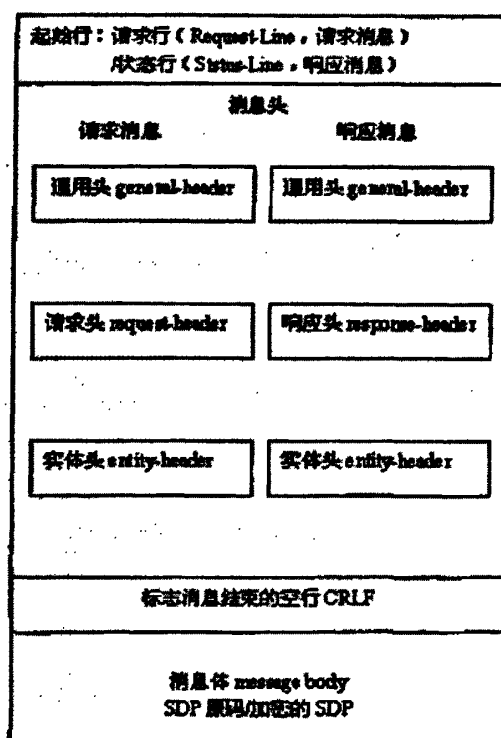 起始行：请求行（Request-Line，请求消息）
/状态行（Status-Line，响应消息）
消息头
请求消息 响应消息
通用头 general-header 通用头 general-header
请求头 request-header 响应头 response-header
实体头 entity-header 实体头 entity-header
标志消息结束的空行 CRLF
消息体 message body
SDP 原码/加密的 SDP